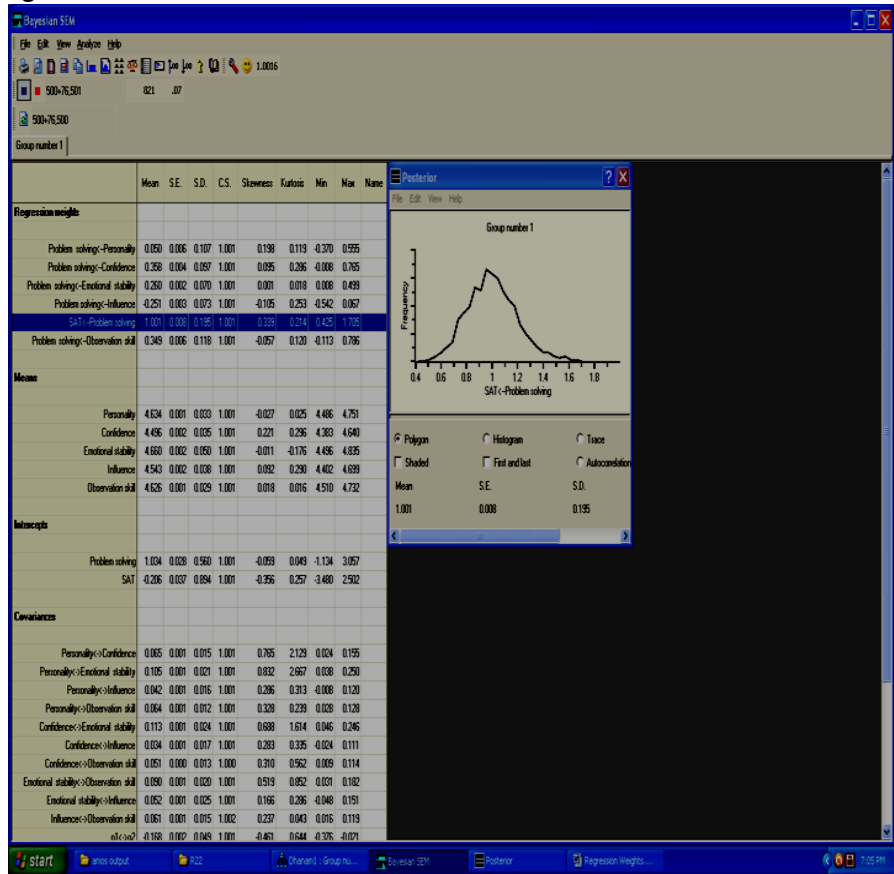 Bayesian SEM
File Edit View Analyze Help
1.0016
500+76,501 821 .07
500+76,500
Group number 1
Mean S.E. S.D. C.S. Skewness Kurtosis Min Max Name
Regression weights
Problem solving<--Personality 0.050 0.006 0.107 1.001 0.198 0.119 -0.370 0.555
Problem solving<--Confidence 0.358 0.004 0.097 1.001 0.095 0.286 -0.008 0.765
Problem solving<--Emotional stability 0.260 0.002 0.070 1.001 0.001 0.018 0.008 0.499
Problem solving<--Influence -0.251 0.003 0.073 1.001 -0.105 0.253 -0.542 0.067
SAT<--Problem solving 1.001 0.008 0.195 1.001 0.339 0.214 0.425 1.705
Problem solving<--Observation skill 0.349 0.006 0.118 1.001 -0.057 0.120 -0.113 0.786
Means
Personality 4.634 0.001 0.033 1.001 -0.027 0.025 4.486 4.751
Confidence 4.496 0.002 0.035 1.001 0.221 0.296 4.383 4.640
Emotional stability 4.660 0.002 0.050 1.001 -0.011 -0.176 4.496 4.835
Influence 4.543 0.002 0.038 1.001 0.092 0.290 4.402 4.699
Observation skill 4.626 0.001 0.029 1.001 0.018 0.016 4.510 4.732
Intercepts
Problem solving 1.034 0.028 0.560 1.001 -0.059 0.049 -1.134 3.057
SAT -0.206 0.037 0.894 1.001 -0.356 0.257 -3.480 2.502
Covariances
Personality<->Confidence 0.065 0.001 0.015 1.001 0.765 2.129 0.024 0.155
Personality<->Emotional stability 0.105 0.001 0.021 1.001 0.832 2.667 0.038 0.250
Personality<->Influence 0.042 0.001 0.016 1.001 0.286 0.313 -0.008 0.120
Personality<->Observation skill 0.064 0.001 0.012 1.001 0.328 0.239 0.028 0.128
Confidence<->Emotional stability 0.113 0.001 0.024 1.001 0.688 1.614 0.046 0.246
Confidence<->Influence 0.034 0.001 0.017 1.001 0.283 0.335 -0.024 0.111
Confidence<->Observation skill 0.051 0.000 0.013 1.000 0.310 0.562 0.009 0.114
Emotional stability<->Observation skill 0.090 0.001 0.020 1.001 0.519 0.852 0.031 0.182
Emotional stability<->Influence 0.052 0.001 0.025 1.001 0.166 0.286 -0.048 0.151
Influence<->Observation skill 0.061 0.001 0.015 1.002 0.237 0.043 0.016 0.119
e1<->e2 -0.168 0.002 0.049 1.001 -0.461 0.644 -0.376 -0.021
Posterior
File Edit View Help
Group number 1
Frequency
0.4 0.6 0.8 1 1.2 1.4 1.6 1.8
SAT<--Problem solving
Polygon Histogram Trace
Shaded First and last Autocorrelation
Mean S.E. S.D.
1.001 0.008 0.195
start amos output R22 Dhanam1 : Group nu... Bayesian SEM Posterior Regression Weights.... 7:05 PM